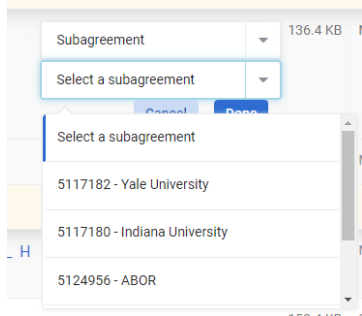 Subagreement
136.4 KB
Select a subagreement
Cancel Done
Select a subagreement
5117182 - Yale University
5117180 - Indiana University
H
5124956 - ABOR